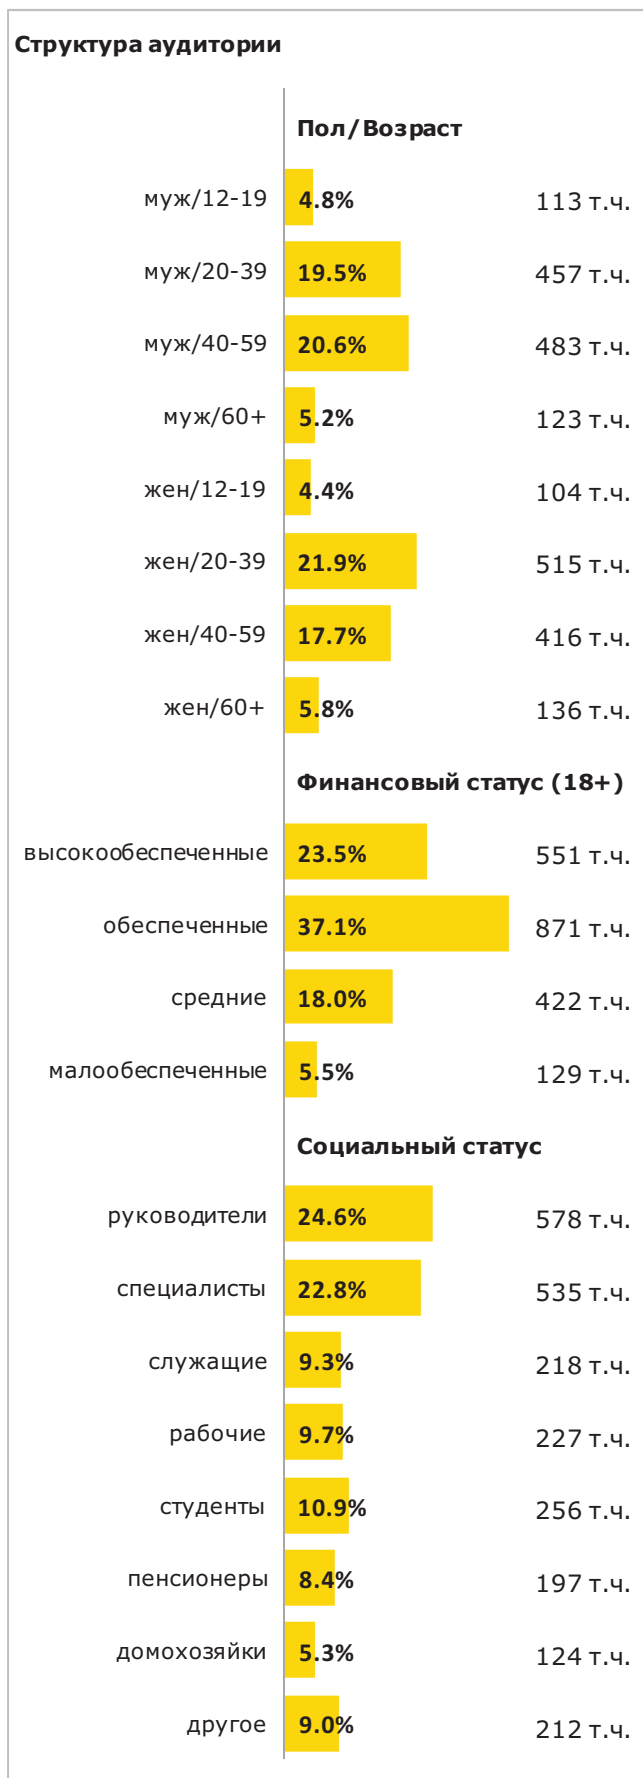 Структура аудитории
Пол/Возраст
муж/12-19 4.8% 113 т.ч.
муж/20-39 19.5% 457 т.ч.
муж/40-59 20.6% 483 т.ч.
муж/60+ 5.2% 123 т.ч.
жен/12-19 4.4% 104 т.ч.
жен/20-39 21.9% 515 т.ч.
жен/40-59 17.7% 416 т.ч.
жен/60+ 5.8% 136 т.ч.
Финансовый статус (18+)
высокообеспеченные 23.5% 551 т.ч.
обеспеченные 37.1% 871 т.ч.
средние 18.0% 422 т.ч.
малообеспеченные 5.5% 129 т.ч.
Социальный статус
руководители 24.6% 578 т.ч.
специалисты 22.8% 535 т.ч.
служащие 9.3% 218 т.ч.
рабочие 9.7% 227 т.ч.
студенты 10.9% 256 т.ч.
пенсионеры 8.4% 197 т.ч.
домохозяйки 5.3% 124 т.ч.
другое 9.0% 212 т.ч.